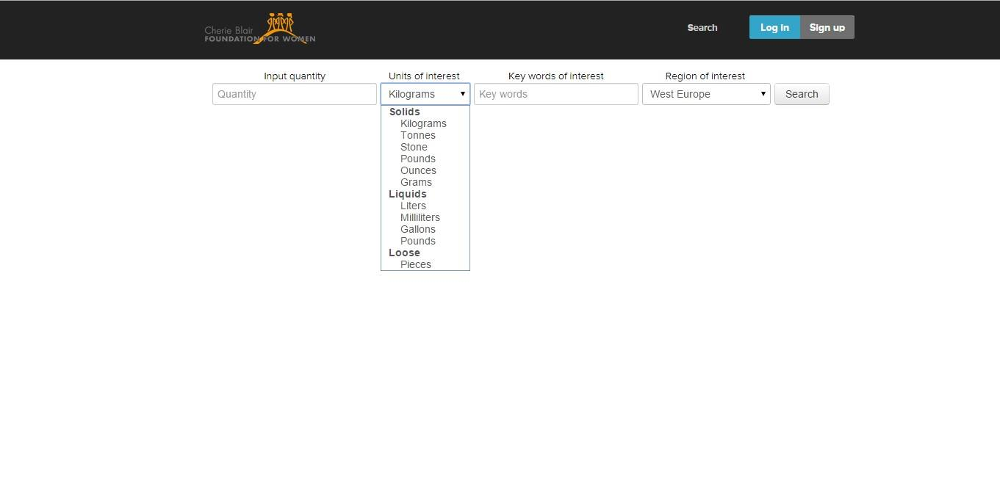 Cherie Blair
FOUNDATION FOR WOMEN
Search
Log in
Sign up
Input quantity
Units of interest
Key words of interest
Region of interest
Quantity
Kilograms
Key words
West Europe
Search
Solids
Kilograms
Tonnes
Stone
Pounds
Ounces
Grams
Liquids
Liters
Milliliters
Gallons
Pounds
Loose
Pieces